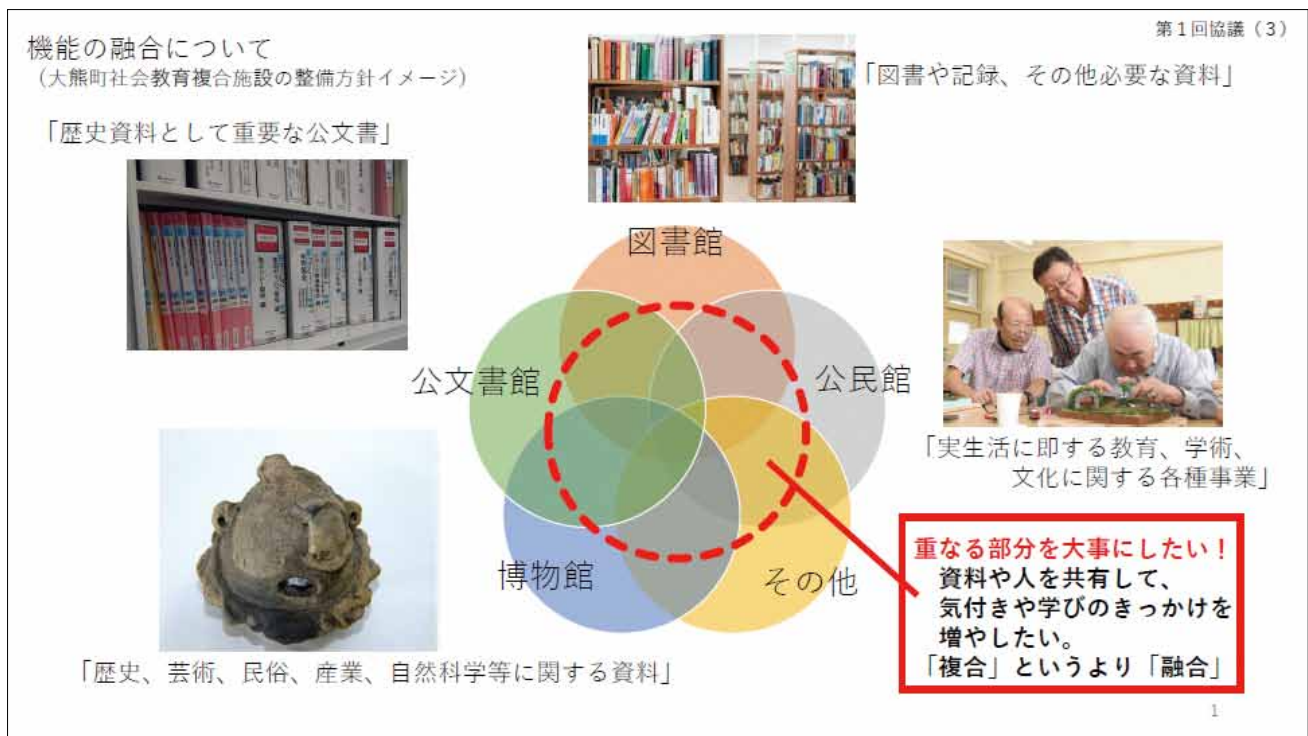 第1回協議（3）
機能の融合について
（大熊町社会教育複合施設の整備方針イメージ）
「図書や記録、その他必要な資料」
「歴史資料として重要な公文書」
図書館
公文書館
公民館
「実生活に即する教育、学術、
文化に関する各種事業」
博物館
その他
重なる部分を大事にしたい！
資料や人を共有して、
気付きや学びのきっかけを
増やしたい。
「複合」というより「融合」
「歴史、芸術、民俗、産業、自然科学等に関する資料」
1